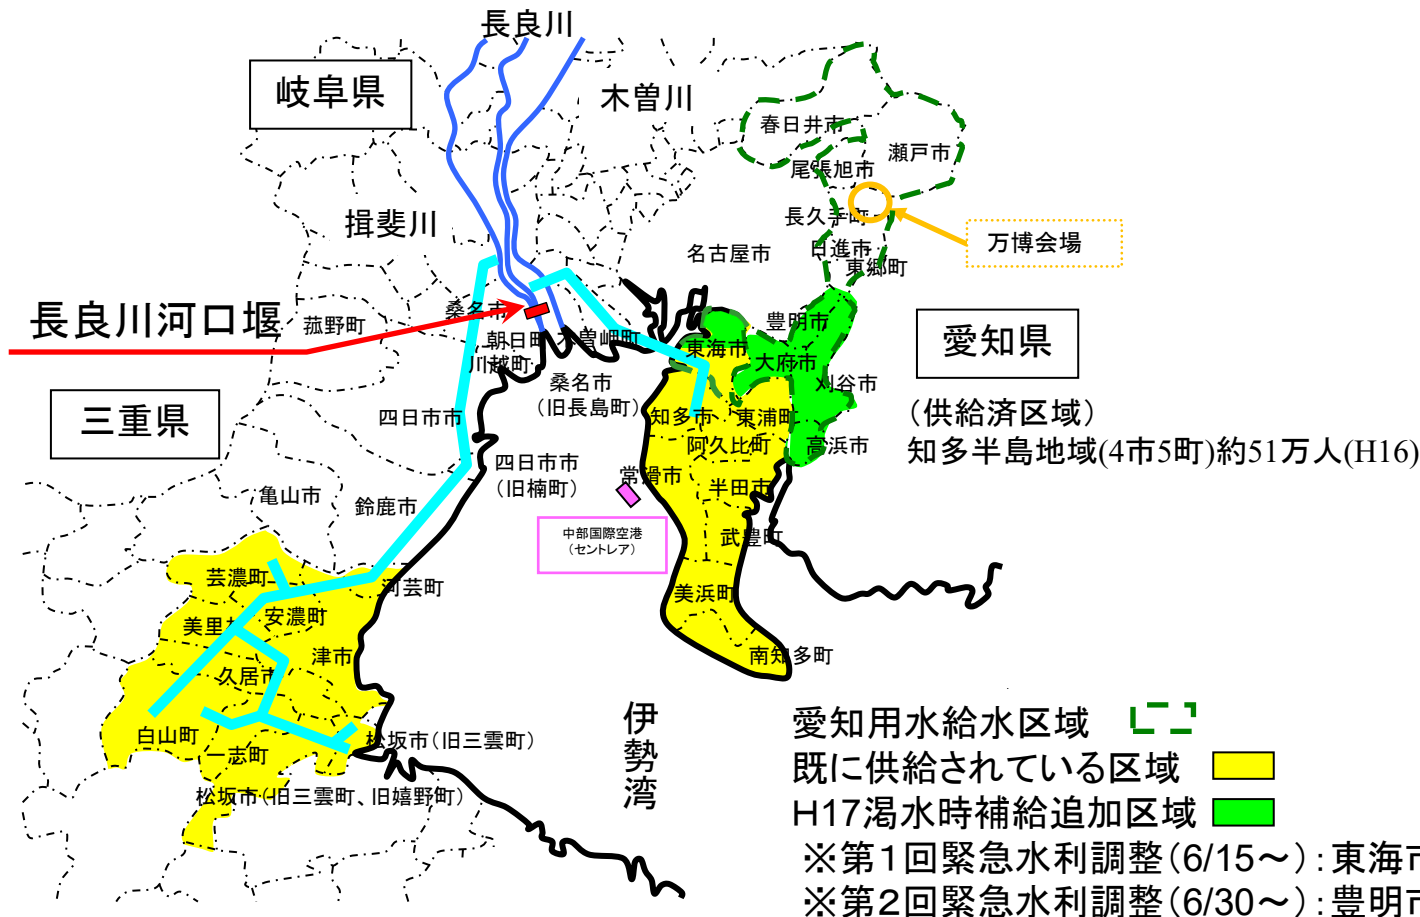 長良川
岐阜県
木曽川
春日井市
瀬戸市
尾張旭市
長久手町
揖斐川
万博会場
日進市
名古屋市
東郷町
長良川河口堰
桑名市
菰野町
豊明市
朝日町
木曽岬町
東海市
愛知県
川越町
大府市
桑名市
(旧長島町)
刈谷市
三重県
四日市市
知多市
東浦町
(供給済区域)
阿久比町
高浜市
知多半島地域(4市5町)約51万人(H16)
四日市市
(旧楠町)
常滑市
亀山市
鈴鹿市
半田市
中部国際空港
(セントレア)
武豊町
芸濃町
河芸町
美浜町
安濃町
美里村
津市
南知多町
久居市
伊勢湾
愛知用水給水区域
白山町
松坂市(旧三雲町)
一志町
既に供給されている区域
松坂市(旧三雲町、旧嬉野町)
H17渇水時補給追加区域
※第1回緊急水利調整(6/15~):東海市
※第2回緊急水利調整(6/30~):豊明市